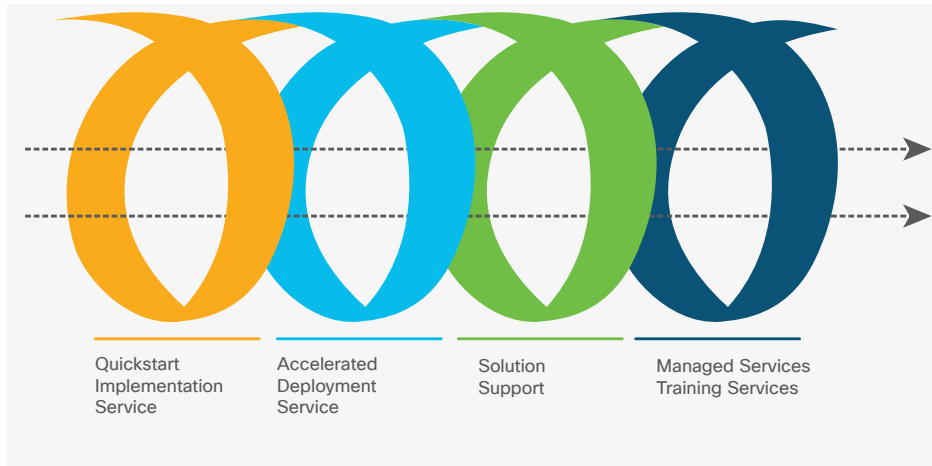 Quickstart
Implementation
Service
Accelerated
Deployment
Service
Solution
Support
Managed Services
Training Services